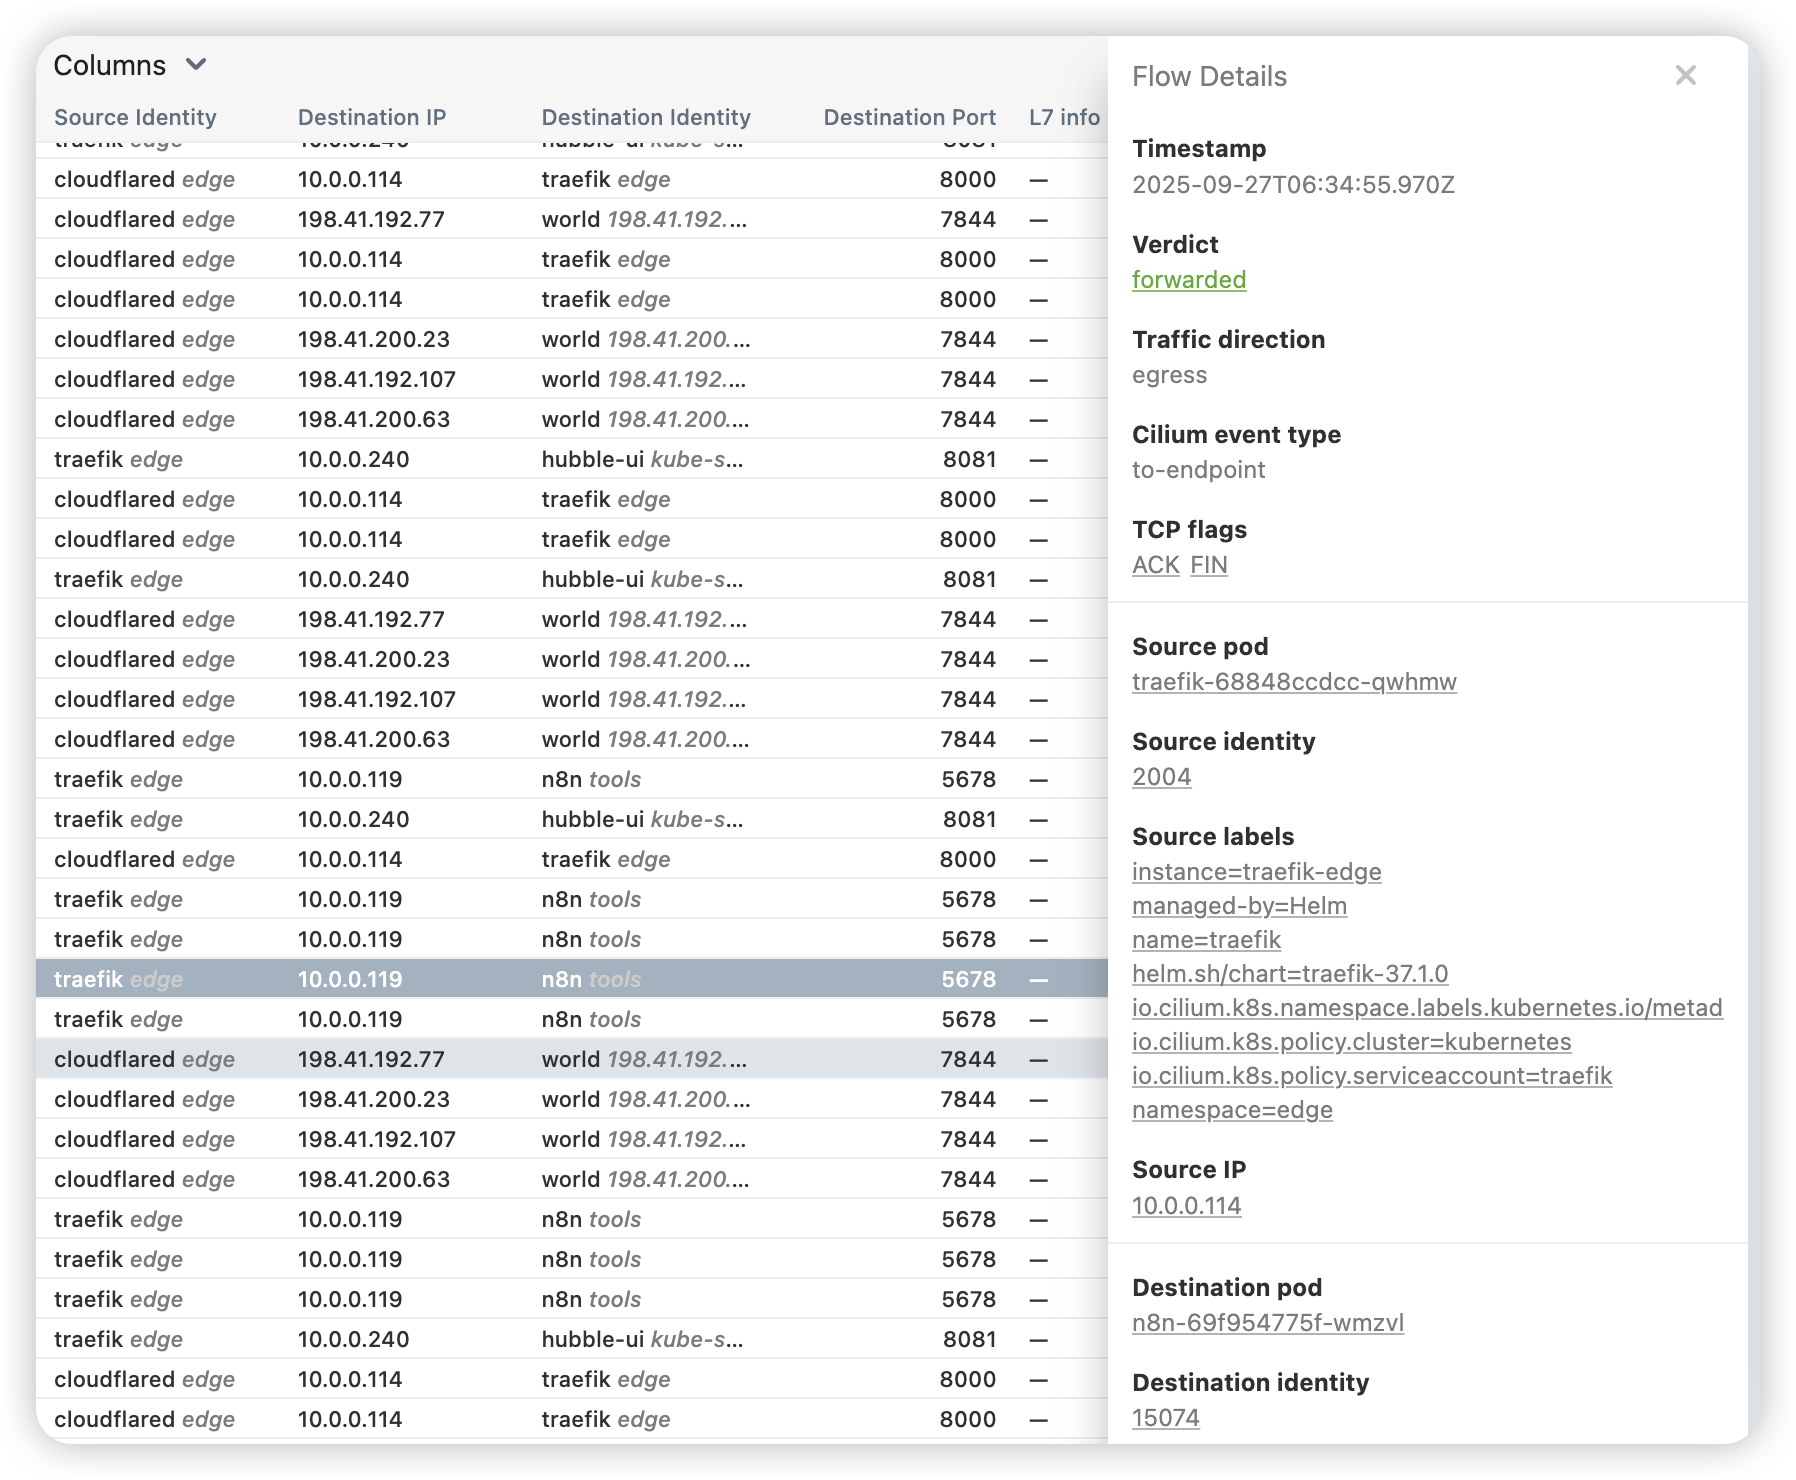 Columns
Source Identity Destination IP Destination Identity Destination Port L7 info
traefik edge 10.0.0.240 hubble-ui kube-s... 8081
cloudflared edge 10.0.0.114 traefik edge 8000 —
cloudflared edge 198.41.192.77 world 198.41.192.... 7844 —
cloudflared edge 10.0.0.114 traefik edge 8000 —
cloudflared edge 10.0.0.114 traefik edge 8000 —
cloudflared edge 198.41.200.23 world 198.41.200.... 7844 —
cloudflared edge 198.41.192.107 world 198.41.192.... 7844 —
cloudflared edge 198.41.200.63 world 198.41.200.... 7844 —
traefik edge 10.0.0.240 hubble-ui kube-s... 8081 —
cloudflared edge 10.0.0.114 traefik edge 8000 —
cloudflared edge 10.0.0.114 traefik edge 8000 —
traefik edge 10.0.0.240 hubble-ui kube-s... 8081 —
cloudflared edge 198.41.192.77 world 198.41.192.... 7844 —
cloudflared edge 198.41.200.23 world 198.41.200.... 7844 —
cloudflared edge 198.41.192.107 world 198.41.192.... 7844 —
cloudflared edge 198.41.200.63 world 198.41.200.... 7844 —
traefik edge 10.0.0.119 n8n tools 5678 —
traefik edge 10.0.0.240 hubble-ui kube-s... 8081 —
cloudflared edge 10.0.0.114 traefik edge 8000 —
traefik edge 10.0.0.119 n8n tools 5678 —
traefik edge 10.0.0.119 n8n tools 5678 —
traefik edge 10.0.0.119 n8n tools 5678 —
traefik edge 10.0.0.119 n8n tools 5678 —
cloudflared edge 198.41.192.77 world 198.41.192.... 7844 —
cloudflared edge 198.41.200.23 world 198.41.200.... 7844 —
cloudflared edge 198.41.192.107 world 198.41.192.... 7844 —
cloudflared edge 198.41.200.63 world 198.41.200.... 7844 —
traefik edge 10.0.0.119 n8n tools 5678 —
traefik edge 10.0.0.119 n8n tools 5678 —
traefik edge 10.0.0.119 n8n tools 5678 —
traefik edge 10.0.0.240 hubble-ui kube-s... 8081 —
cloudflared edge 10.0.0.114 traefik edge 8000 —
cloudflared edge 10.0.0.114 traefik edge 8000 —
Flow Details
Timestamp
2025-09-27T06:34:55.970Z
Verdict
forwarded
Traffic direction
egress
Cilium event type
to-endpoint
TCP flags
ACK FIN
Source pod
traefik-68848ccdcc-qwhmw
Source identity
2004
Source labels
instance=traefik-edge
managed-by=Helm
name=traefik
helm.sh/chart=traefik-37.1.0
io.cilium.k8s.namespace.labels.kubernetes.io/metad
io.cilium.k8s.policy.cluster=kubernetes
io.cilium.k8s.policy.serviceaccount=traefik
namespace=edge
Source IP
10.0.0.114
Destination pod
n8n-69f954775f-wmzvl
Destination identity
15074